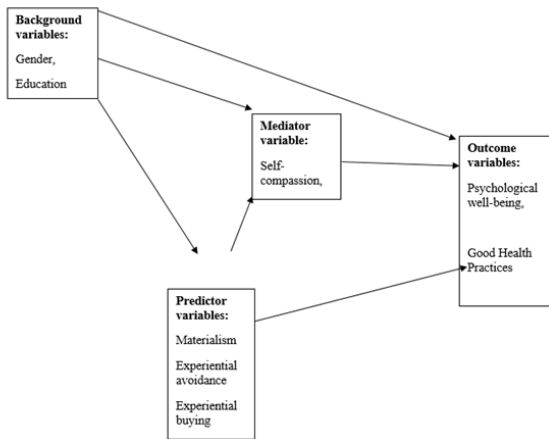 Background
variables:
Gender,
Education
Mediator
variable:
Self-
compassion,
Outcome
variables:
Psychological
well-being,
Good Health
Practices
Predictor
variables:
Materialism
Experiential
avoidance
Experiential
buying